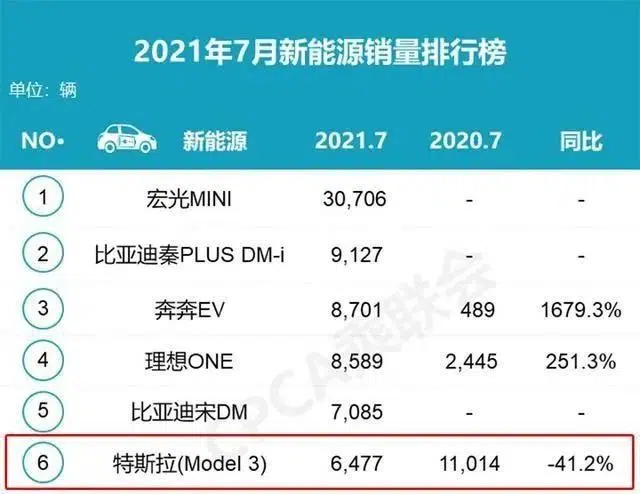 2021年7月新能源销量排行榜
单位：辆
NO• 新能源 2021.7 2020.7 同比
1 宏光MINI 30,706 - -
2 比亚迪秦PLUS DM-i 9,127 - -
3 奔奔EV 8,701 489 1679.3%
4 理想ONE 8,589 2,445 251.3%
5 比亚迪宋DM 7,085 - -
6 特斯拉(Model 3) 6,477 11,014 -41.2%
CPCA乘联会